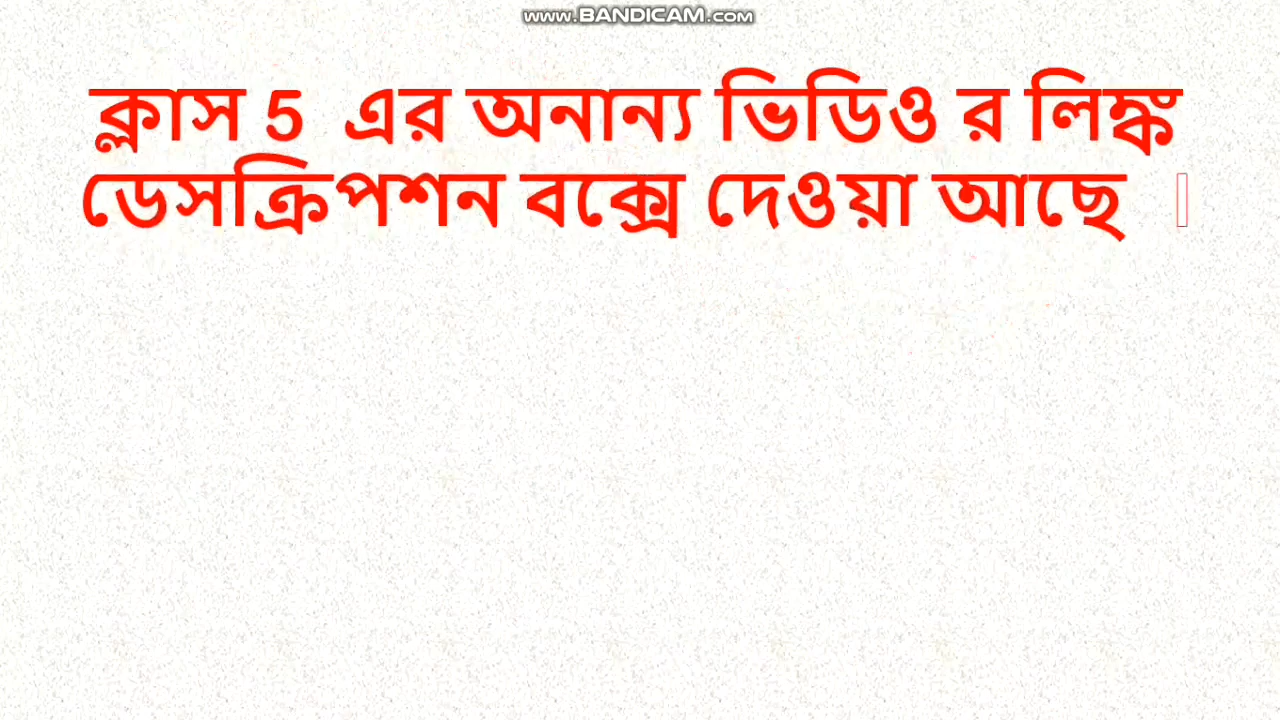 www.BANDICAM.com
ক্লাস 5 এর অনান্য ভিডিও র লিঙ্ক
ডেসক্রিপশন বক্সে দেওয়া আছে